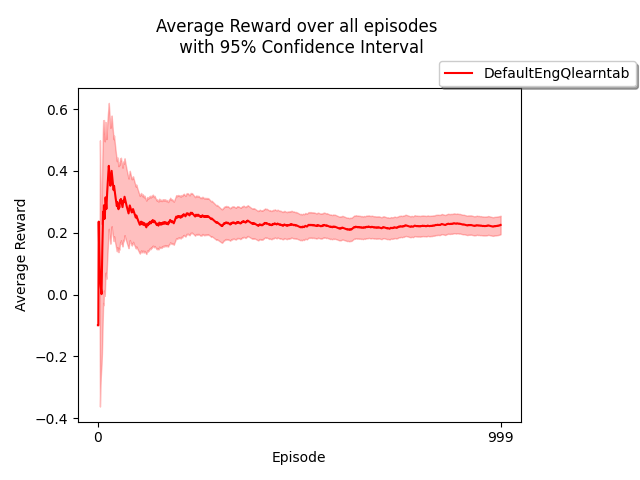 Average Reward over all episodes
with 95% Confidence Interval
DefaultEngQlearntab
0.6
0.4
0.2
0.0
−0.2
−0.4
Average Reward
0
999
Episode